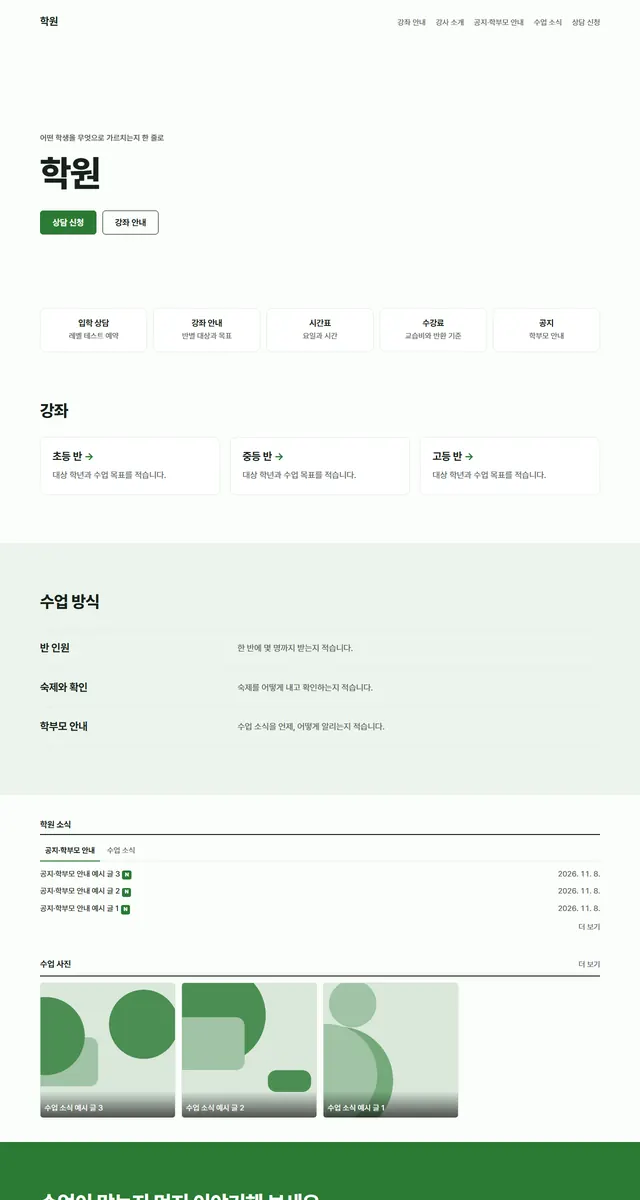 학원
강좌 안내 강사 소개 공지·학부모 안내 수업 소식 상담 신청
어떤 학생을 무엇으로 가르치는지 한 줄로
학원
상담 신청 강좌 안내
입학 상담 강좌 안내 시간표 수강료 공지
레벨 테스트 예약 반별 대상과 목표 요일과 시간 교습비와 반환 기준 학부모 안내
강좌
초등 반 → 중등 반 → 고등 반 →
대상 학년과 수업 목표를 적습니다. 대상 학년과 수업 목표를 적습니다. 대상 학년과 수업 목표를 적습니다.
수업 방식
반 인원 한 반에 몇 명까지 받는지 적습니다.
숙제와 확인 숙제를 어떻게 내고 확인하는지 적습니다.
학부모 안내 수업 소식을 언제, 어떻게 알리는지 적습니다.
학원 소식
공지·학부모 안내 수업 소식
공지·학부모 안내 예시 글 3 N 2026. 11. 8.
공지·학부모 안내 예시 글 2 N 2026. 11. 8.
공지·학부모 안내 예시 글 1 N 2026. 11. 8.
더 보기
수업 사진 더 보기
수업 소식 예시 글 3 수업 소식 예시 글 2 수업 소식 예시 글 1